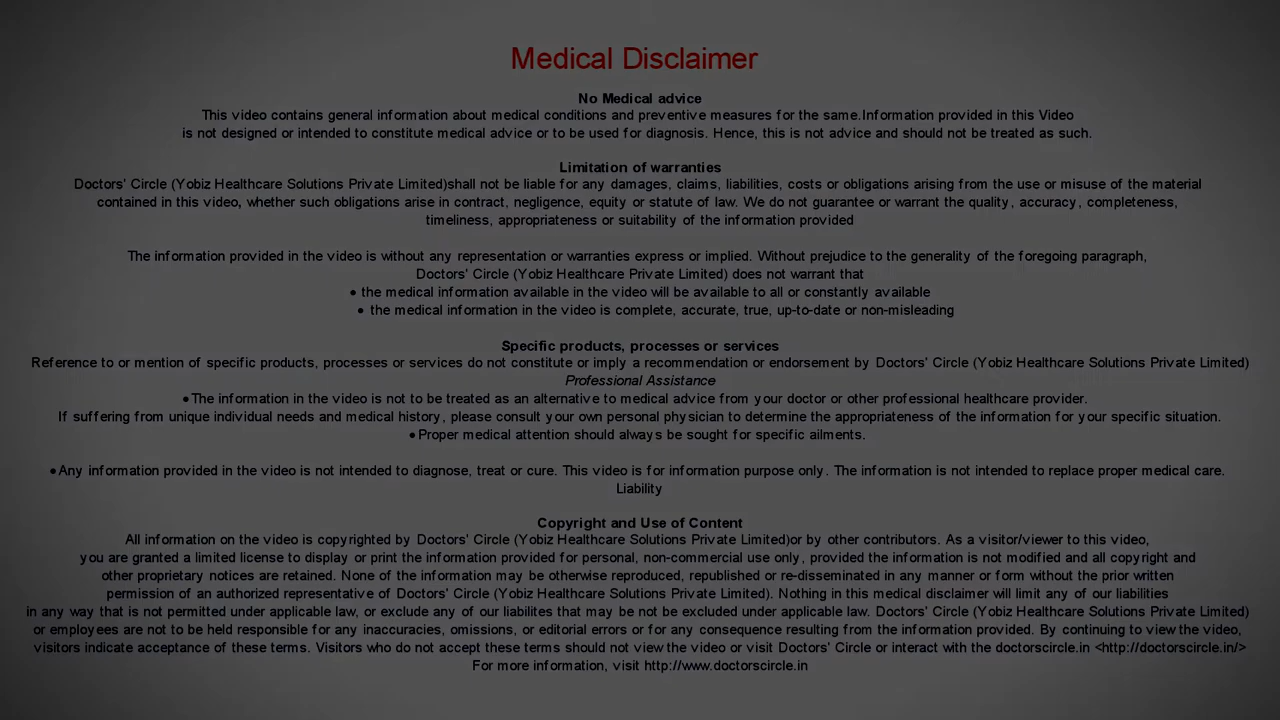 Medical Disclaimer
No Medical advice
This video contains general information about medical conditions and preventive measures for the same.Information provided in this Video
is not designed or intended to constitute medical advice or to be used for diagnosis. Hence, this is not advice and should not be treated as such.
Limitation of warranties
Doctors' Circle (Yobiz Healthcare Solutions Private Limited)shall not be liable for any damages, claims, liabilities, costs or obligations arising from the use or misuse of the material
contained in this video, whether such obligations arise in contract, negligence, equity or statute of law. We do not guarantee or warrant the quality, accuracy, completeness,
timeliness, appropriateness or suitability of the information provided
The information provided in the video is without any representation or warranties express or implied. Without prejudice to the generality of the foregoing paragraph,
Doctors' Circle (Yobiz Healthcare Private Limited) does not warrant that
• the medical information available in the video will be available to all or constantly available
• the medical information in the video is complete, accurate, true, up-to-date or non-misleading
Specific products, processes or services
Reference to or mention of specific products, processes or services do not constitute or imply a recommendation or endorsement by Doctors' Circle (Yobiz Healthcare Solutions Private Limited)
Professional Assistance
•The information in the video is not to be treated as an alternative to medical advice from your doctor or other professional healthcare provider.
If suffering from unique individual needs and medical history, please consult your own personal physician to determine the appropriateness of the information for your specific situation.
•Proper medical attention should always be sought for specific ailments.
•Any information provided in the video is not intended to diagnose, treat or cure. This video is for information purpose only. The information is not intended to replace proper medical care.
Liability
Copyright and Use of Content
All information on the video is copyrighted by Doctors' Circle (Yobiz Healthcare Solutions Private Limited)or by other contributors. As a visitor/viewer to this video,
you are granted a limited license to display or print the information provided for personal, non-commercial use only, provided the information is not modified and all copyright and
other proprietary notices are retained. None of the information may be otherwise reproduced, republished or re-disseminated in any manner or form without the prior written
permission of an authorized representative of Doctors' Circle (Yobiz Healthcare Solutions Private Limited). Nothing in this medical disclaimer will limit any of our liabilities
in any way that is not permitted under applicable law, or exclude any of our liabilites that may be not be excluded under applicable law. Doctors' Circle (Yobiz Healthcare Solutions Private Limited)
or employees are not to be held responsible for any inaccuracies, omissions, or editorial errors or for any consequence resulting from the information provided. By continuing to view the video,
visitors indicate acceptance of these terms. Visitors who do not accept these terms should not view the video or visit Doctors' Circle or interact with the doctorscircle.in <http://doctorscircle.in/>
For more information, visit http://www.doctorscircle.in